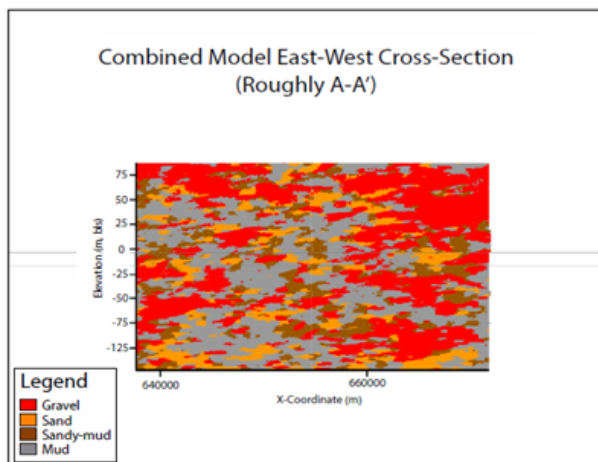 Combined Model East-West Cross-Section
(Roughly A-A’)
75
50
25
0
-25
-50
-75
-125
Elevation (m, bls)
640000
660000
X-Coordinate (m)
Legend
Gravel
Sand
Sandy-mud
Mud